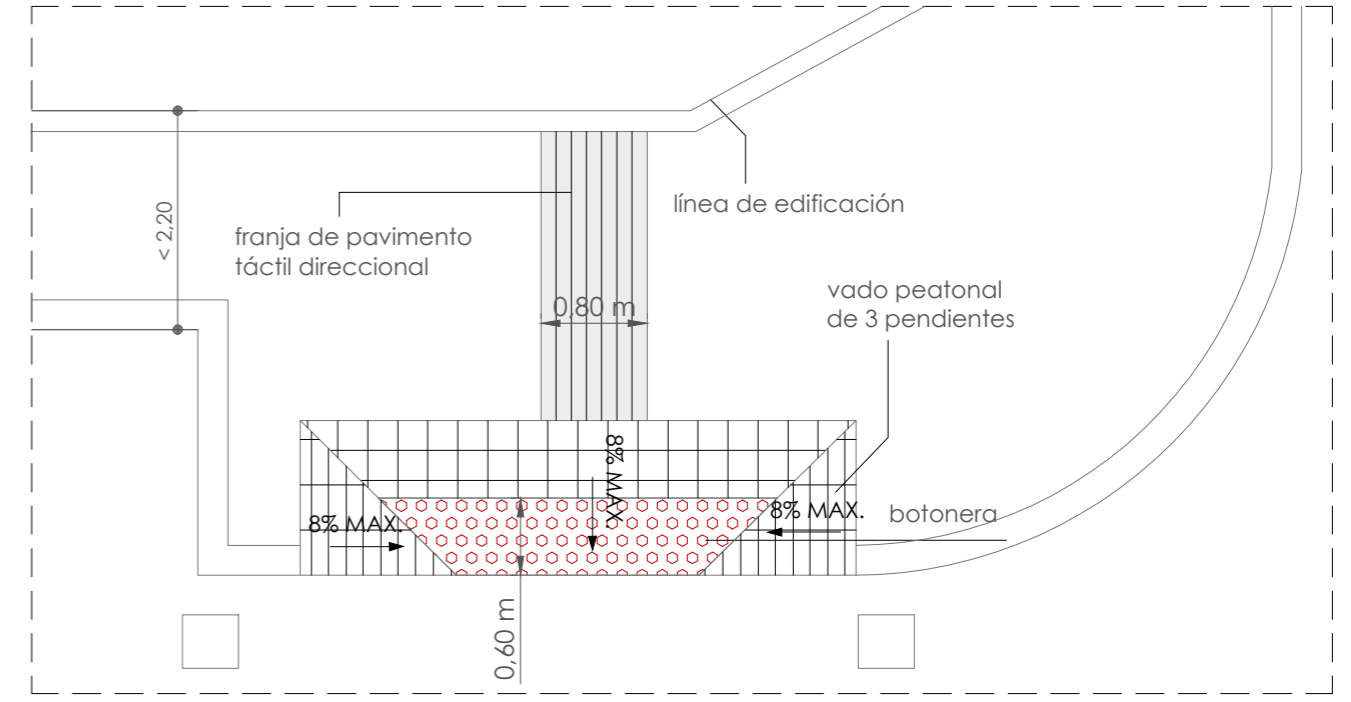 línea de edificación
< 2,20
franja de pavimento
táctil direccional
vado peatonal
de 3 pendientes
0,80 m
8% MAX.
8% MAX.
8% MAX.
botonera
0,60 m